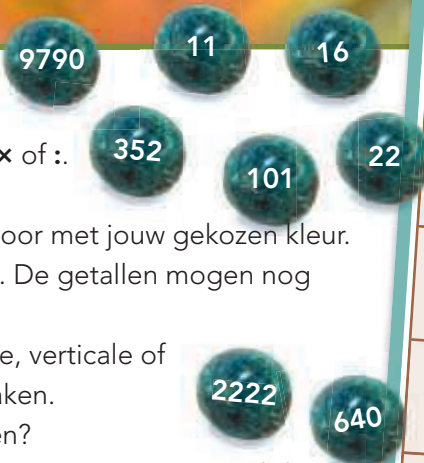 9790 11 16
× of :. 352 101 22
oor met jouw gekozen kleur.
. De getallen mogen nog
e, verticale of
ken.
en?
2222 640